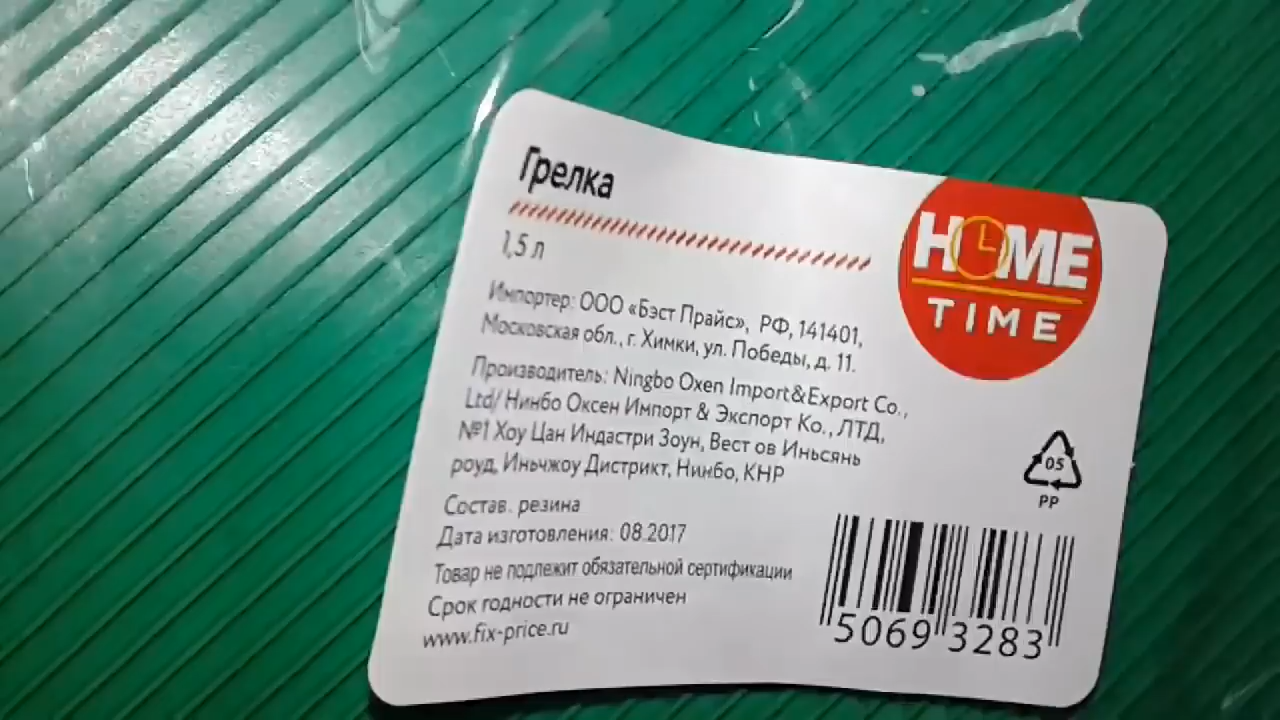 Грелка
HOME
TIME
1,5 л
Импортер: ООО «Бэст Прайс», РФ, 141401,
Московская обл., г. Химки, ул. Победы, д. 11.
Производитель: Ningbo Oxen Import&Export Co.,
Ltd/ Нинбо Оксен Импорт & Экспорт Ко., ЛТД,
№1 Хоу Цан Индастри Зоун, Вест ов Иньсянь
роуд, Иньчжоу Дистрикт, Нинбо, КНР
Состав: резина
Дата изготовления: 08.2017
Товар не подлежит обязательной сертификации
Срок годности не ограничен
www.fix-price.ru
05
PP
5069 3283